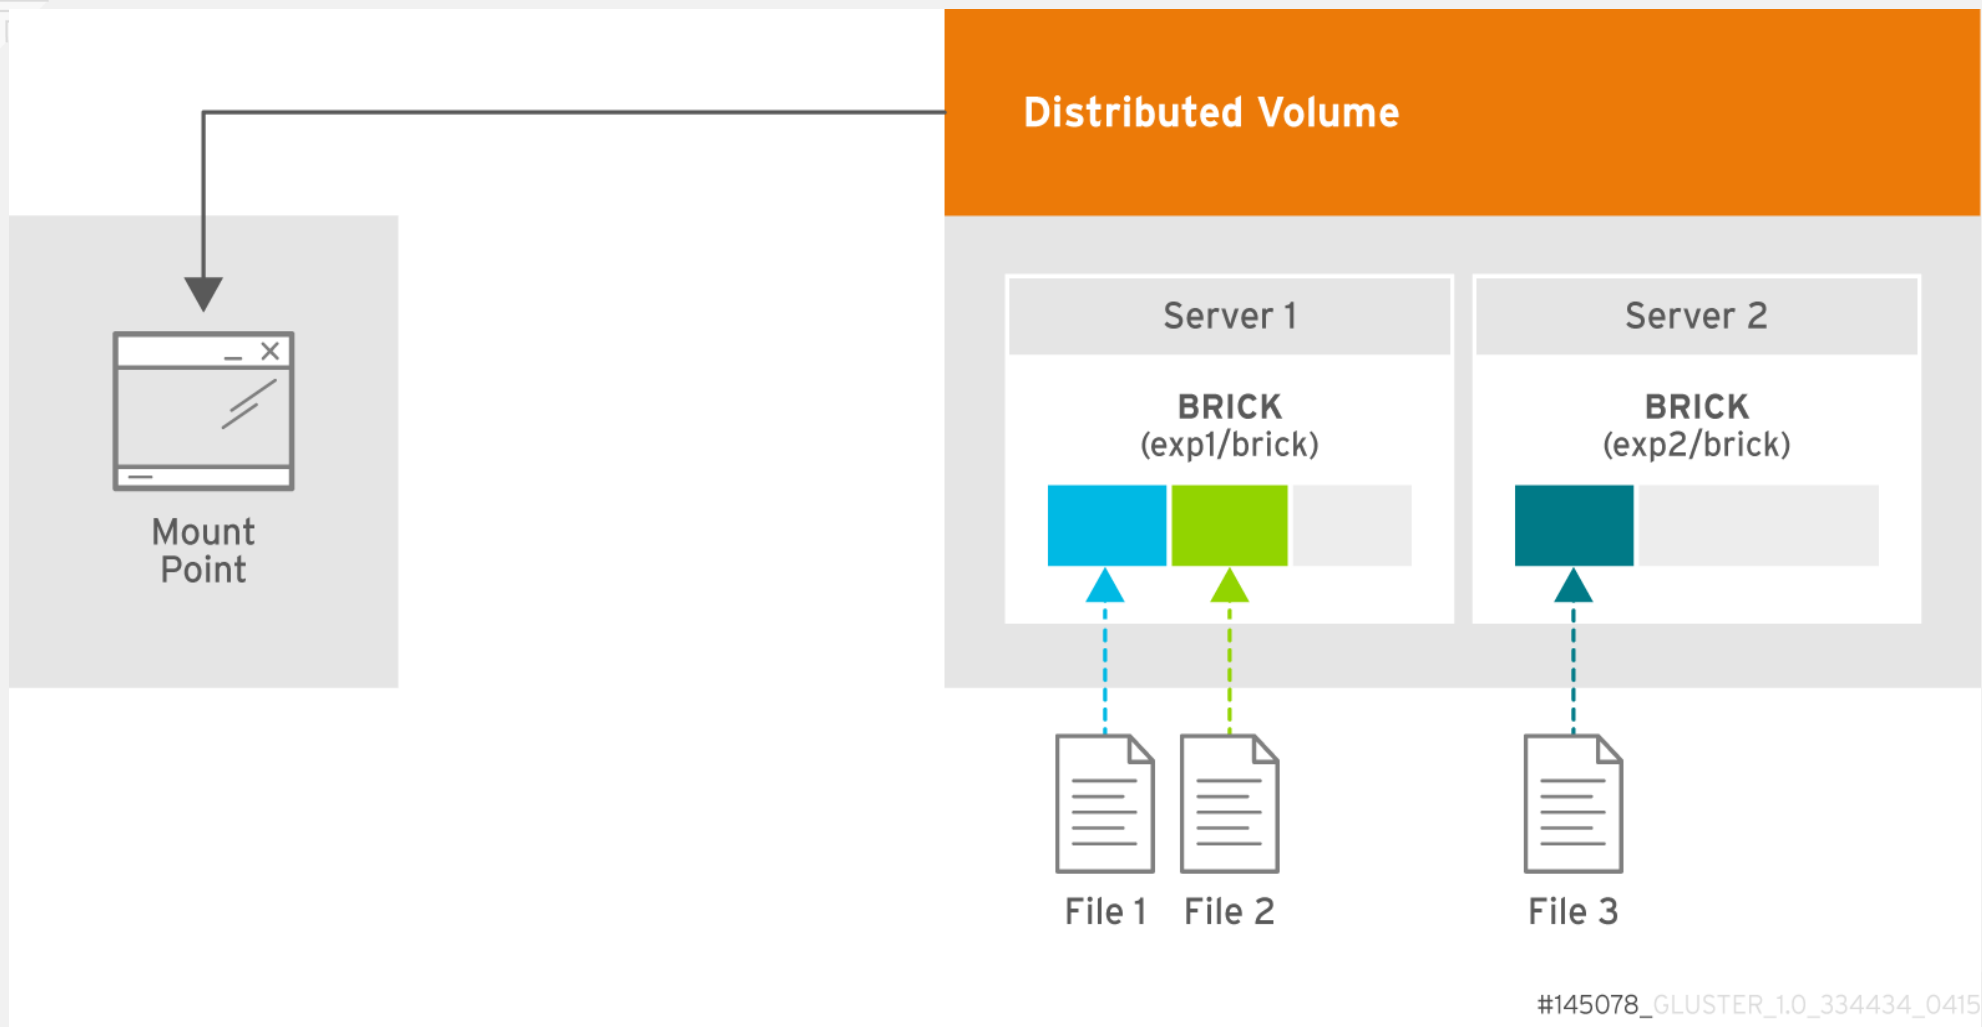 Distributed Volume
Server 1
Server 2
BRICK
(exp1/brick)
BRICK
(exp2/brick)
Mount
Point
File 1
File 2
File 3
#145078_GLUSTER_1.0_334434_0415